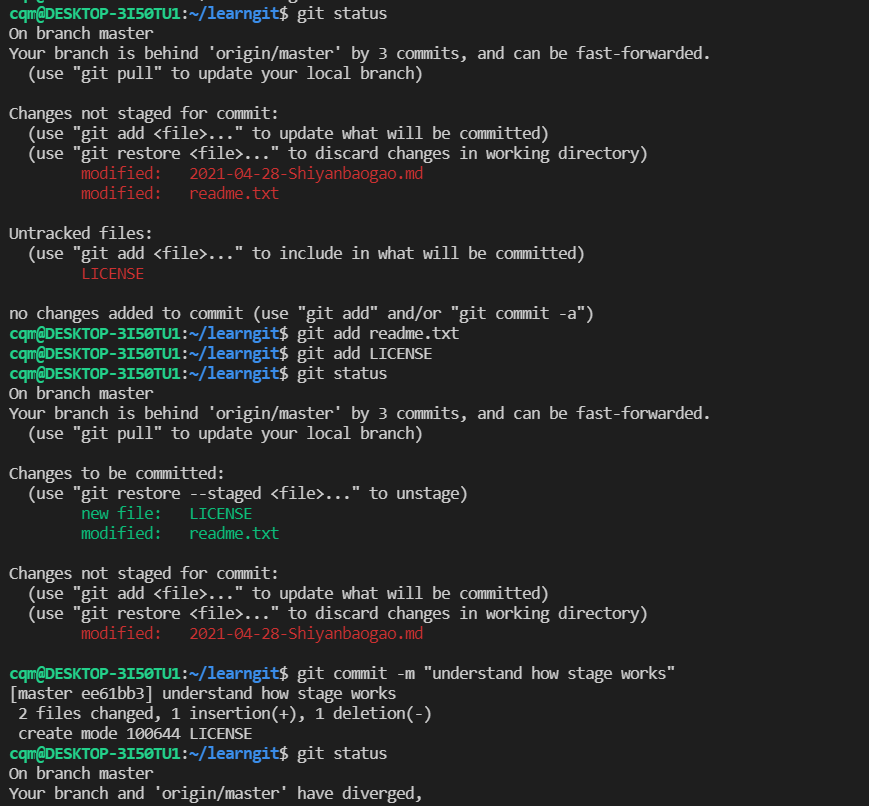 cqm@DESKTOP-3I50TU1:~/learngit$ git status
On branch master
Your branch is behind 'origin/master' by 3 commits, and can be fast-forwarded.
  (use "git pull" to update your local branch)

Changes not staged for commit:
  (use "git add <file>..." to update what will be committed)
  (use "git restore <file>..." to discard changes in working directory)
        modified:   2021-04-28-Shiyanbaogao.md
        modified:   readme.txt

Untracked files:
  (use "git add <file>..." to include in what will be committed)
        LICENSE

no changes added to commit (use "git add" and/or "git commit -a")
cqm@DESKTOP-3I50TU1:~/learngit$ git add readme.txt
cqm@DESKTOP-3I50TU1:~/learngit$ git add LICENSE
cqm@DESKTOP-3I50TU1:~/learngit$ git status
On branch master
Your branch is behind 'origin/master' by 3 commits, and can be fast-forwarded.
  (use "git pull" to update your local branch)

Changes to be committed:
  (use "git restore --staged <file>..." to unstage)
        new file:   LICENSE
        modified:   readme.txt

Changes not staged for commit:
  (use "git add <file>..." to update what will be committed)
  (use "git restore <file>..." to discard changes in working directory)
        modified:   2021-04-28-Shiyanbaogao.md

cqm@DESKTOP-3I50TU1:~/learngit$ git commit -m "understand how stage works"
[master ee61bb3] understand how stage works
 2 files changed, 1 insertion(+), 1 deletion(-)
 create mode 100644 LICENSE
cqm@DESKTOP-3I50TU1:~/learngit$ git status
On branch master
Your branch and 'origin/master' have diverged,